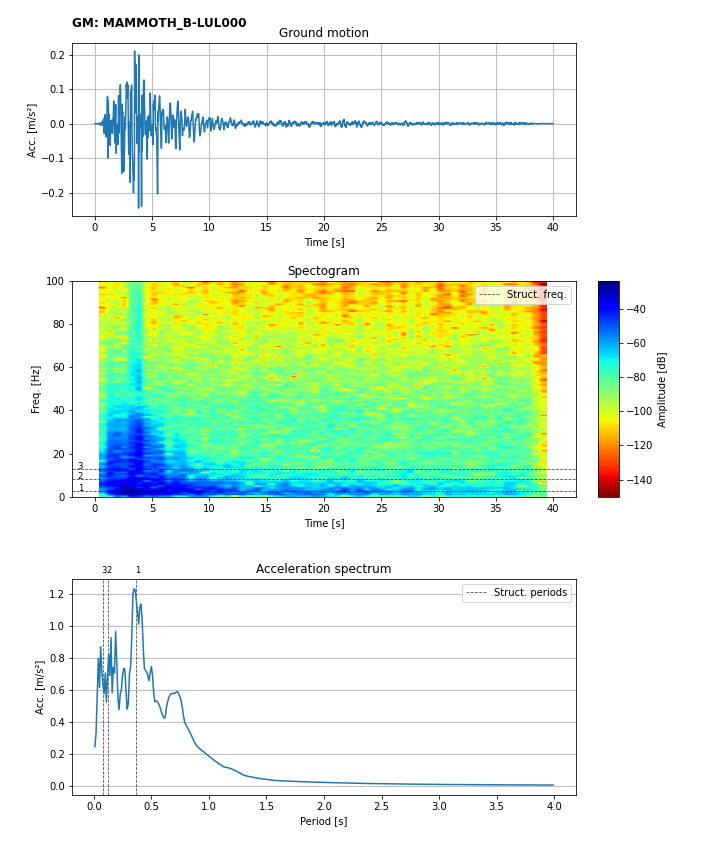 GM: MAMMOTH_B-LUL000
Ground motion
0.2
0.1
0.0
−0.1
−0.2
Acc. [m/s²]
0 5 10 15 20 25 30 35 40
Time [s]
Spectogram
100
80
60
40
20
0
Freq. [Hz]
Struct. freq.
3
2
1
0 5 10 15 20 25 30 35 40
Time [s]
−40
−60
−80
−100
−120
−140
Amplitude [dB]
32 1
Acceleration spectrum
1.2
1.0
0.8
0.6
0.4
0.2
0.0
Acc. [m/s²]
Struct. periods
0.0 0.5 1.0 1.5 2.0 2.5 3.0 3.5 4.0
Period [s]